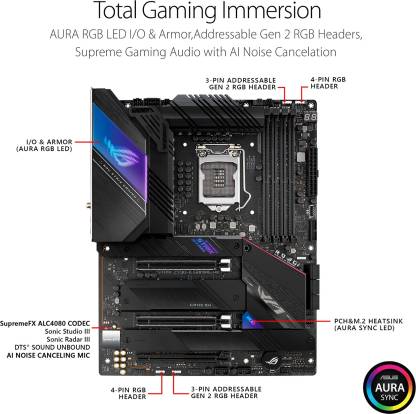 Total Gaming Immersion
AURA RGB LED I/O & Armor,Addressable Gen 2 RGB Headers,
Supreme Gaming Audio with AI Noise Cancelation
3-PIN ADDRESSABLE
GEN 2 RGB HEADER
4-PIN RGB
HEADER
I/O & ARMOR
(AURA RGB LED)
PCH&M.2 HEATSINK
(AURA SYNC LED)
SupremeFX ALC4080 CODEC
Sonic Studio III
Sonic Radar III
DTS® SOUND UNBOUND
AI NOISE CANCELING MIC
4-PIN RGB
HEADER
3-PIN ADDRESSABLE
GEN 2 RGB HEADER
ASUS
AURA
SYNC